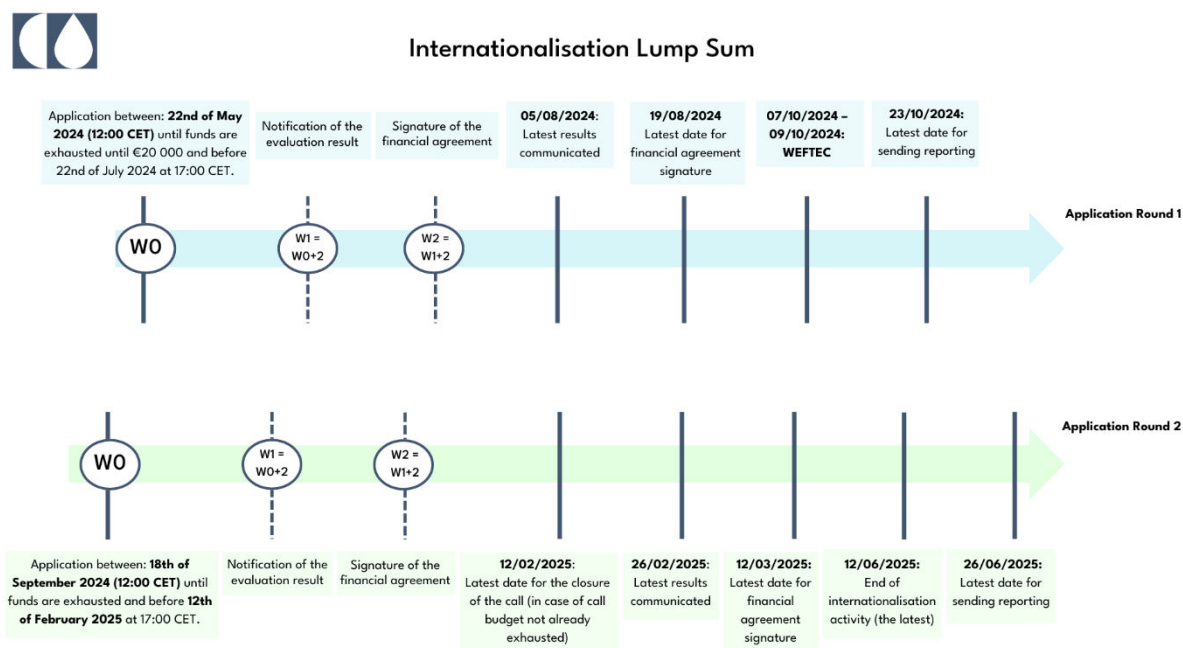 Internationalisation Lump Sum
Application between: 22nd of May
2024 (12:00 CET) until funds are
exhausted until €20 000 and before
22nd of July 2024 at 17:00 CET.
Notification of the
evaluation result
Signature of the
financial agreement
05/08/2024:
Latest results
communicated
19/08/2024
Latest date for
financial agreement
signature
07/10/2024 –
09/10/2024:
WEFTEC
23/10/2024:
Latest date for
sending reporting
Application Round 1
W0
W1 =
W0+2
W2 =
W1+2
Application Round 2
W0
W1 =
W0+2
W2 =
W1+2
Application between: 18th of
September 2024 (12:00 CET) until
funds are exhausted and before 12th
of February 2025 at 17:00 CET.
Notification of the
evaluation result
Signature of the
financial agreement
12/02/2025:
Latest date for the closure
of the call (in case of call
budget not already
exhausted)
26/02/2025:
Latest results
communicated
12/03/2025:
Latest date for
financial
agreement
signature
12/06/2025:
End of
internationalisation
activity (the latest)
26/06/2025:
Latest date for
sending reporting